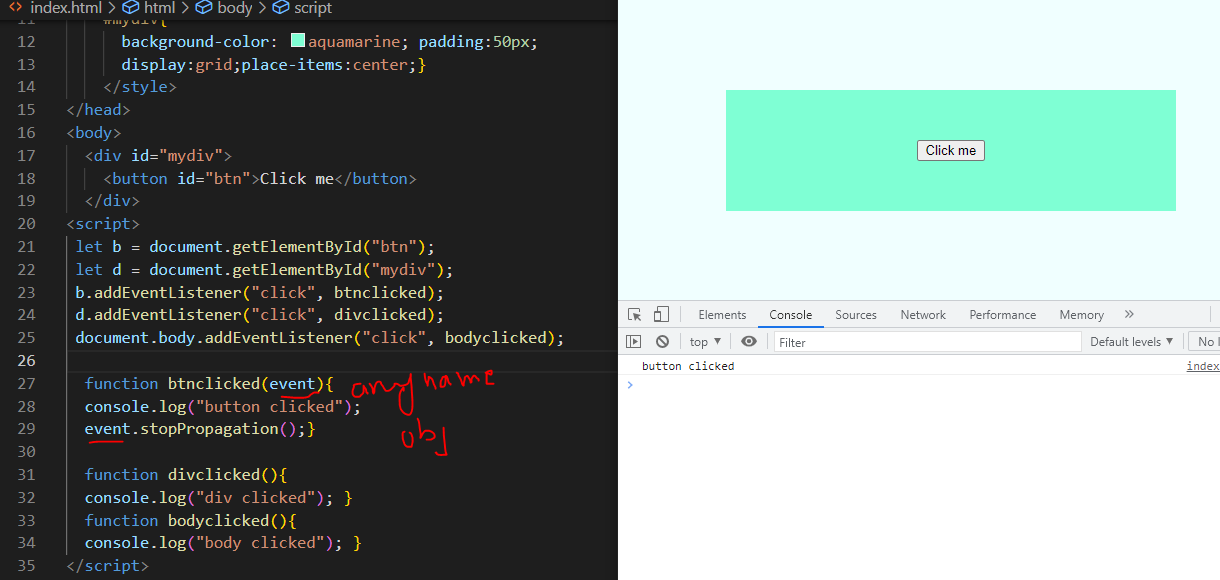 index.html > html > body > script
11 #mydiv{
12 background-color: aquamarine; padding:50px;
13 display:grid;place-items:center;}
14 </style>
15 </head>
16 <body>
17 <div id="mydiv">
18 <button id="btn">Click me</button>
19 </div>
20 <script>
21 let b = document.getElementById("btn");
22 let d = document.getElementById("mydiv");
23 b.addEventListener("click", btnclicked);
24 d.addEventListener("click", divclicked);
25 document.body.addEventListener("click", bodyclicked);
26
27 function btnclicked(event){ any name
28 console.log("button clicked");
29 event.stopPropagation();} obj
30
31 function divclicked(){
32 console.log("div clicked"); }
33 function bodyclicked(){
34 console.log("body clicked"); }
35 </script>
Click me
Elements Console Sources Network Performance Memory »
top ▼ Filter Default levels ▼ No I
button clicked index
>